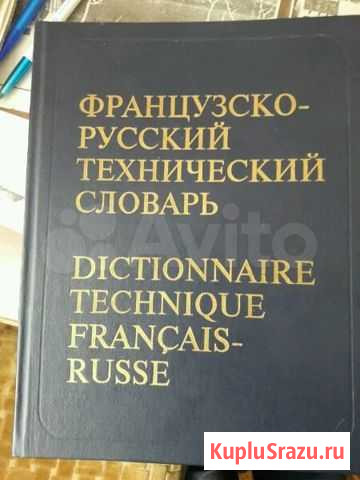 ФРАНЦУЗСКО-
РУССКИЙ
ТЕХНИЧЕСКИЙ
СЛОВАРЬ
Avito
DICTIONNAIRE
TECHNIQUE
FRANÇAIS-
RUSSE
KupluSrazu.ru